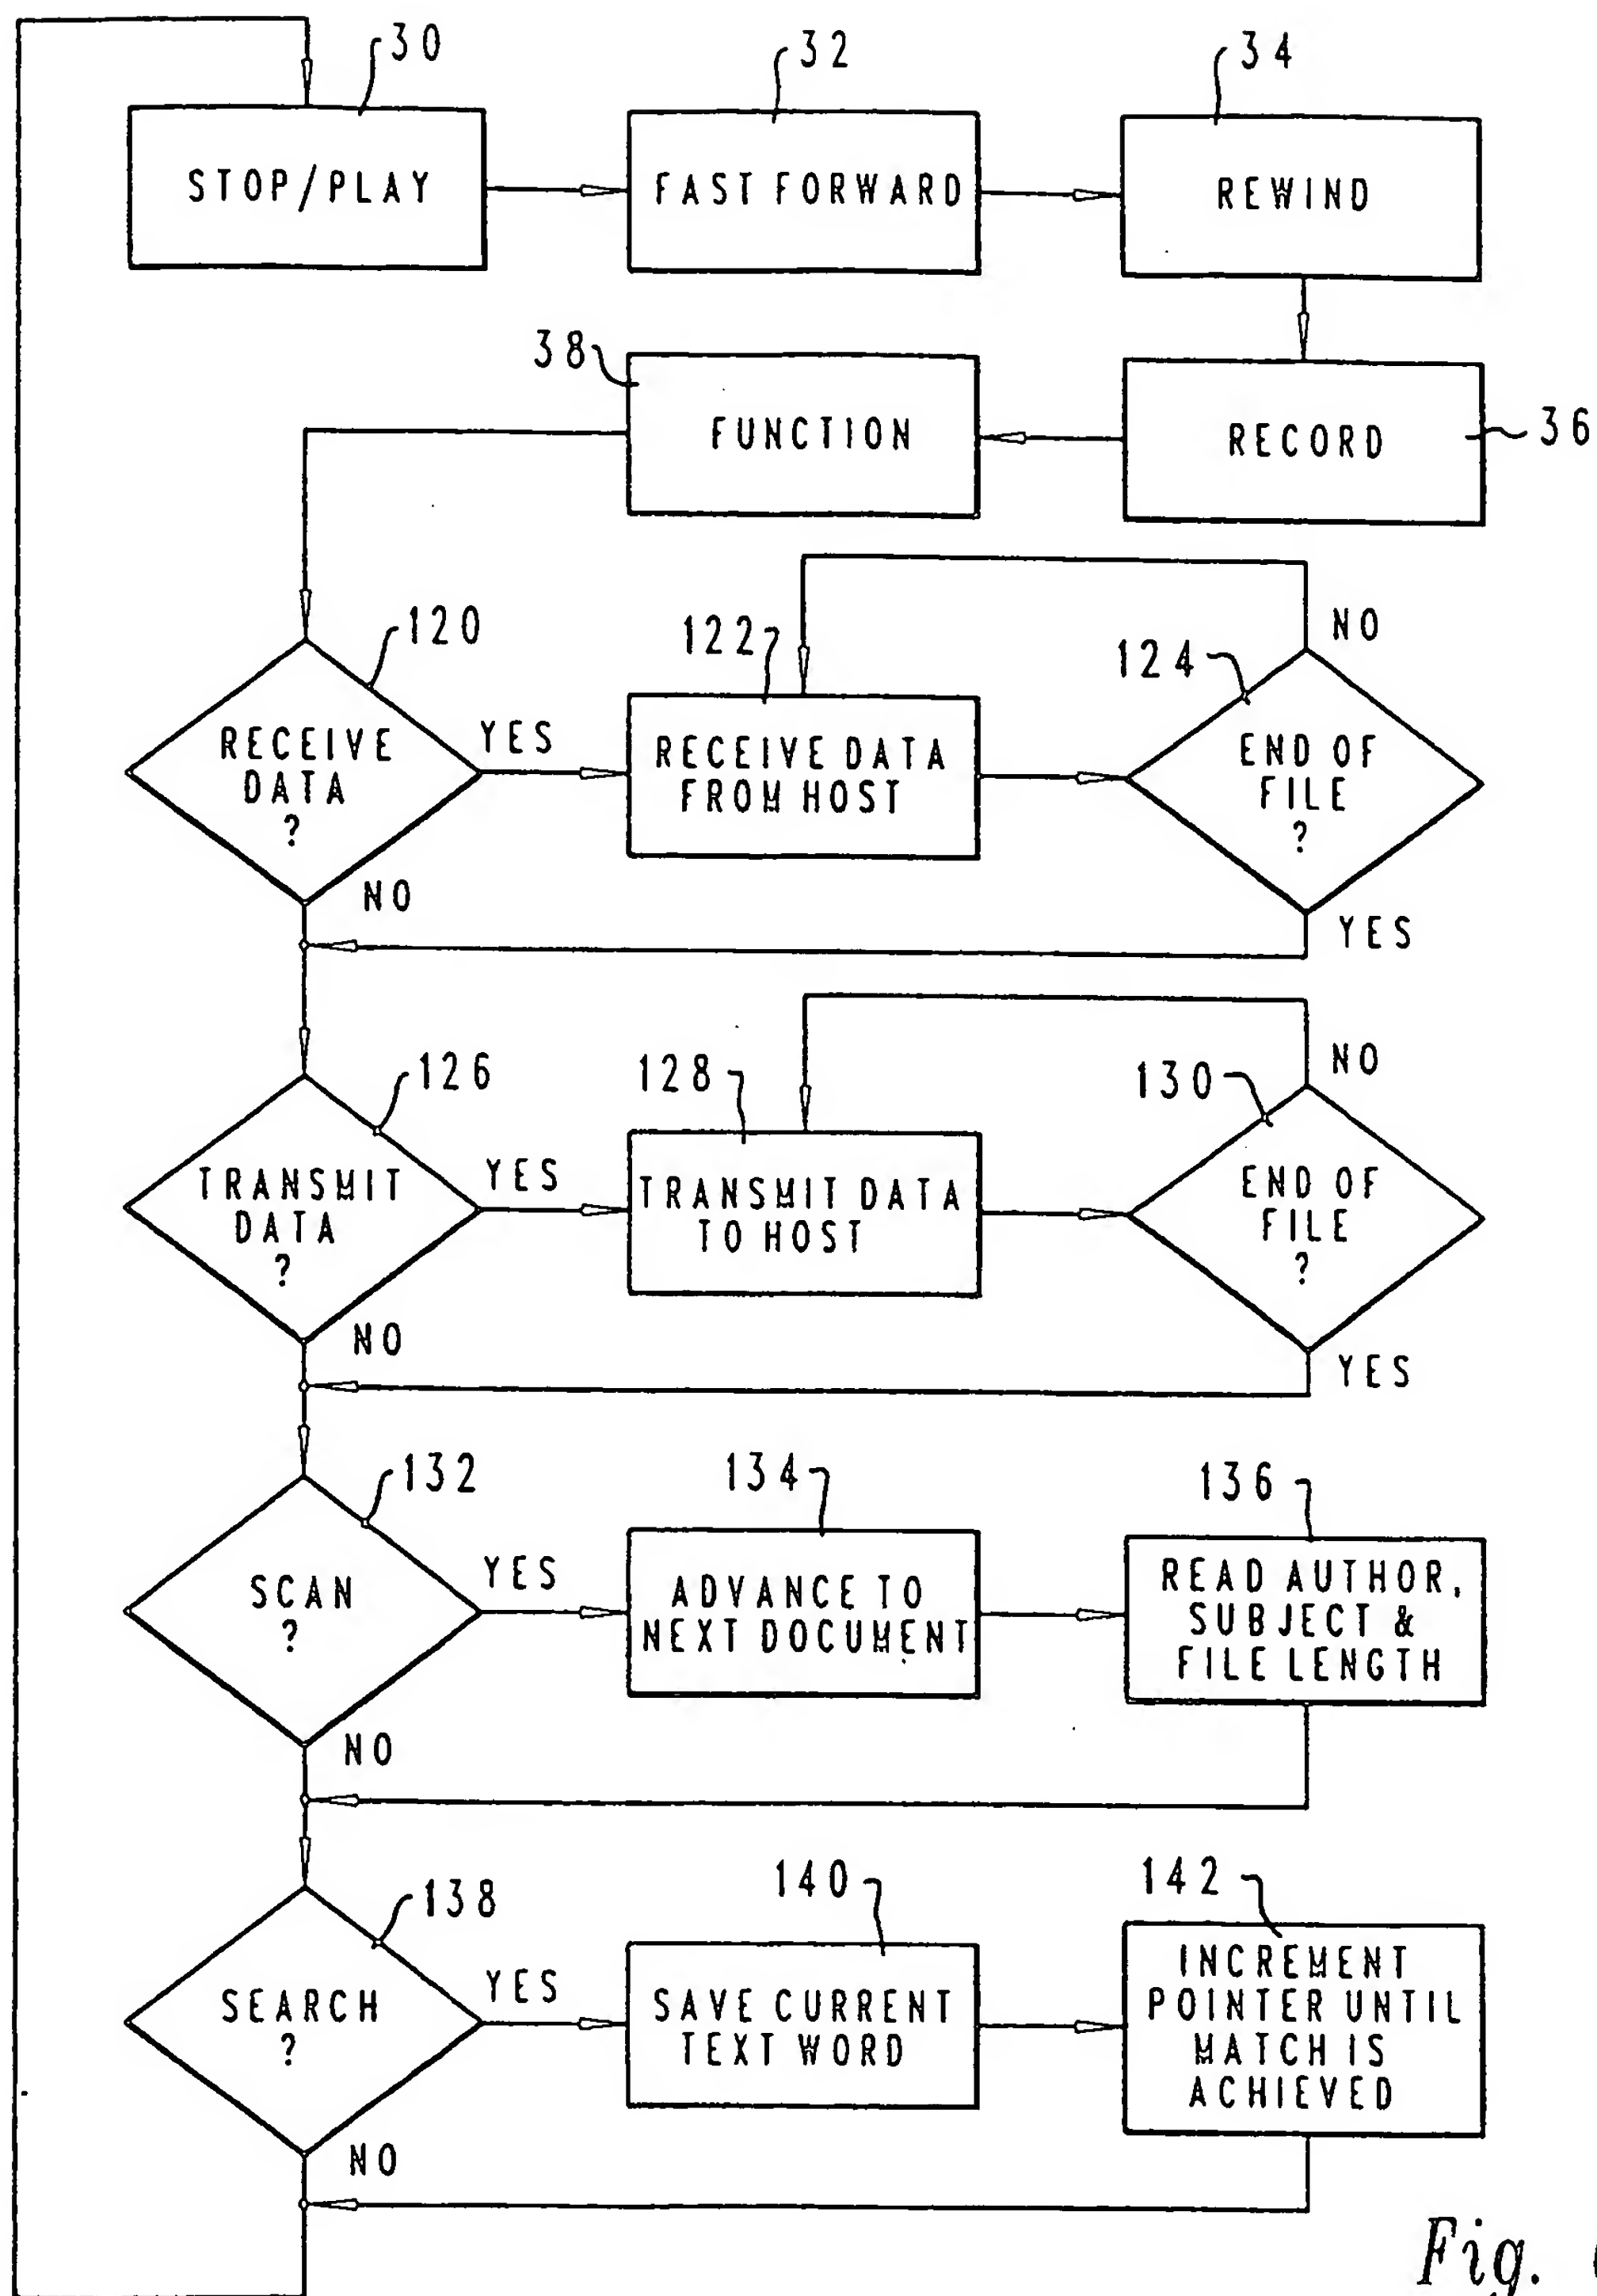 30
32
34
STOP/PLAY
FAST FORWARD
REWIND
38
FUNCTION
RECORD
36
120
122
124
NO
RECEIVE
DATA
?
YES
RECEIVE DATA
FROM HOST
END OF
FILE
?
NO
YES
126
128
130
NO
TRANSMIT
DATA
?
YES
TRANSMIT DATA
TO HOST
END OF
FILE
?
NO
YES
132
134
136
SCAN
?
YES
ADVANCE TO
NEXT DOCUMENT
READ AUTHOR,
SUBJECT &
FILE LENGTH
NO
138
140
142
SEARCH
?
YES
SAVE CURRENT
TEXT WORD
INCREMENT
POINTER UNTIL
MATCH IS
ACHIEVED
NO
Fig.